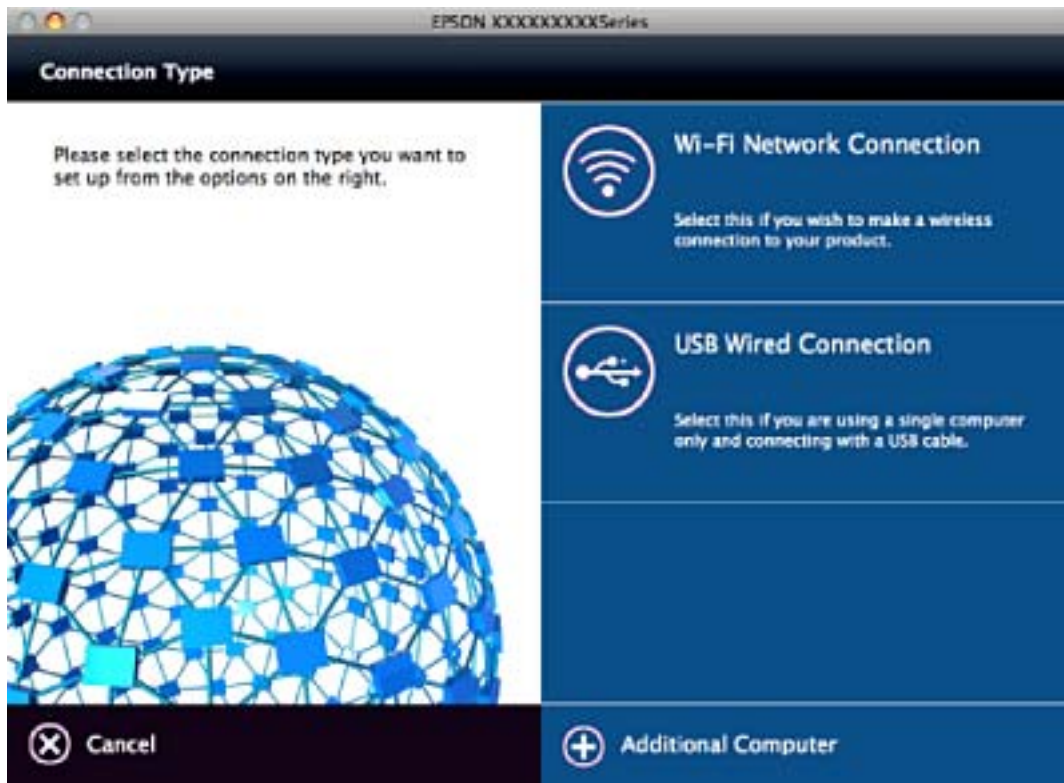 EPSON XXXXXXXXXSeries
Connection Type
Please select the connection type you want to
set up from the options on the right.
Wi-Fi Network Connection
Select this if you wish to make a wireless
connection to your product.
USB Wired Connection
Select this if you are using a single computer
only and connecting with a USB cable.
Cancel
Additional Computer